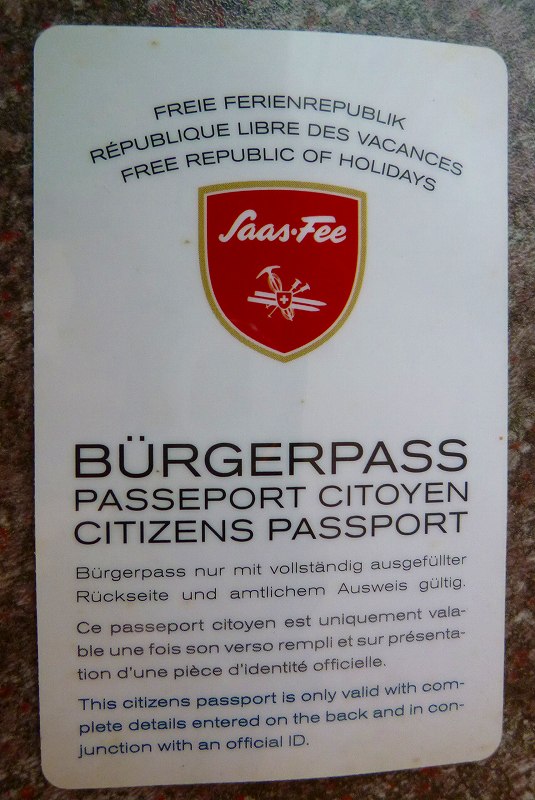 FREIE FERIENREPUBLIK
RÉPUBLIQUE LIBRE DES VACANCES
FREE REPUBLIC OF HOLIDAYS
Saas-Fee
BÜRGERPASS
PASSEPORT CITOYEN
CITIZENS PASSPORT
Bürgerpass nur mit vollständig ausgefüllter
Rückseite und amtlichem Ausweis gültig.
Ce passeport citoyen est uniquement vala-
ble une fois son verso rempli et sur présenta-
tion d'une pièce d'identité officielle.
This citizens passport is only valid with com-
plete details entered on the back and in con-
junction with an official ID.